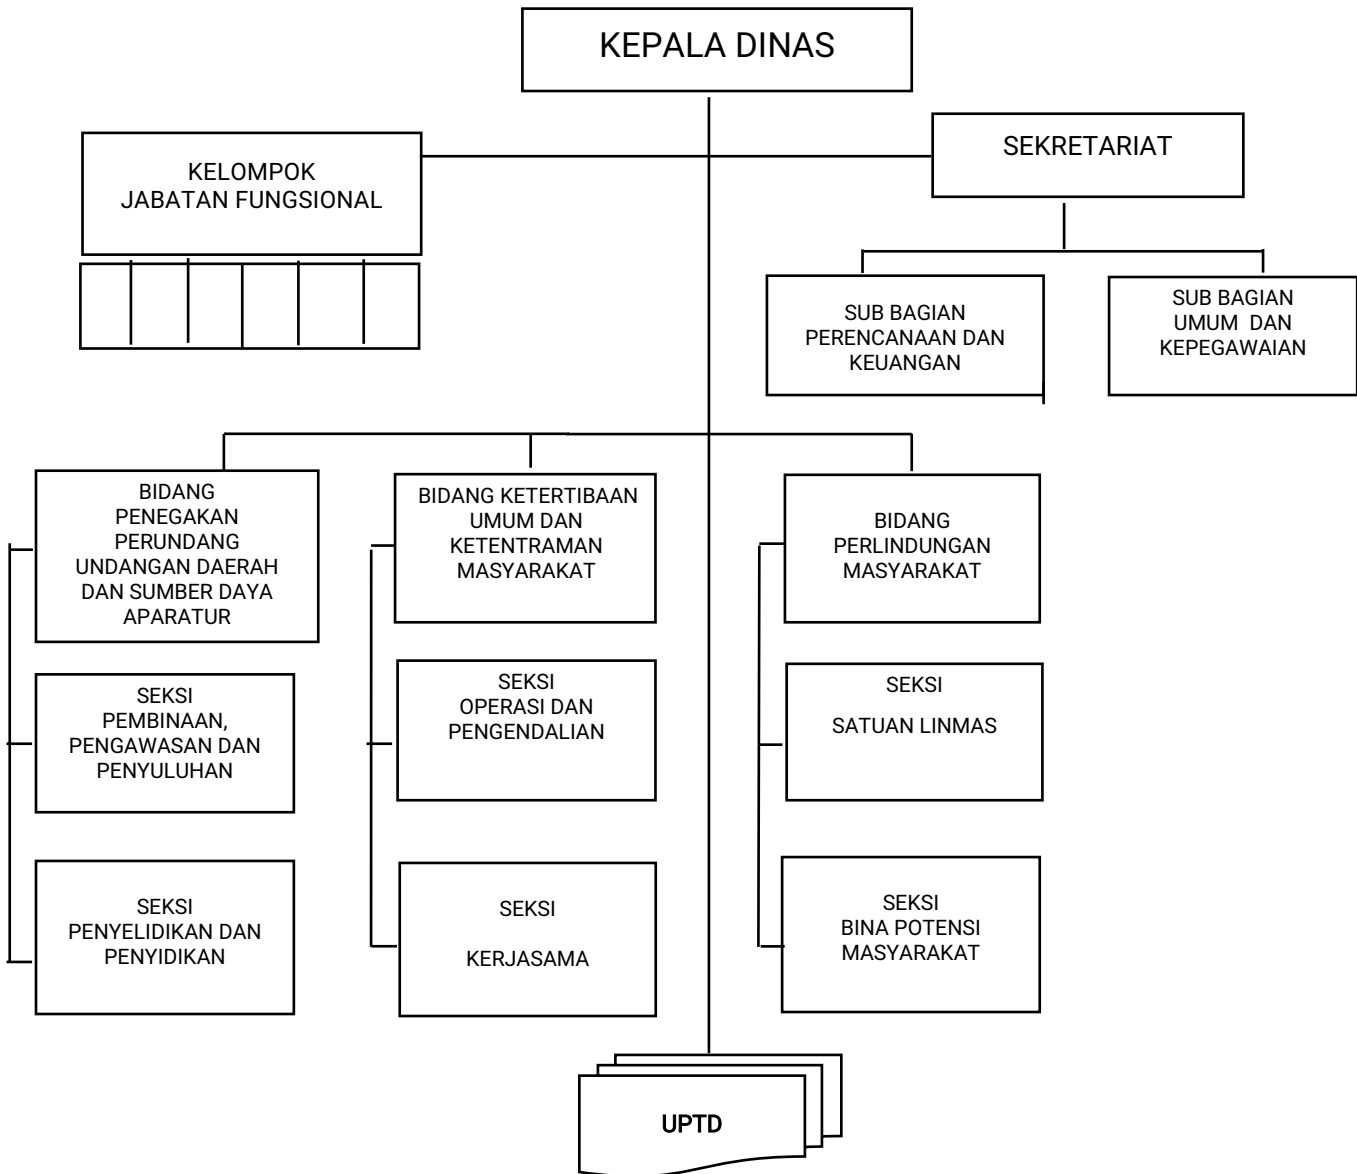 KEPALA DINAS
KELOMPOK
JABATAN FUNGSIONAL
SEKRETARIAT
SUB BAGIAN
PERENCANAAN DAN
KEUANGAN
SUB BAGIAN
UMUM DAN
KEPEGAWAIAN
BIDANG
PENEGAKAN
PERUNDANG
UNDANGAN DAERAH
DAN SUMBER DAYA
APARATUR
BIDANG KETERTIBAAN
UMUM DAN
KETENTRAMAN
MASYARAKAT
BIDANG
PERLINDUNGAN
MASYARAKAT
SEKSI
PEMBINAAN,
PENGAWASAN DAN
PENYULUHAN
SEKSI
OPERASI DAN
PENGENDALIAN
SEKSI
SATUAN LINMAS
SEKSI
PENYELIDIKAN DAN
PENYIDIKAN
SEKSI
KERJASAMA
SEKSI
BINA POTENSI
MASYARAKAT
UPTD